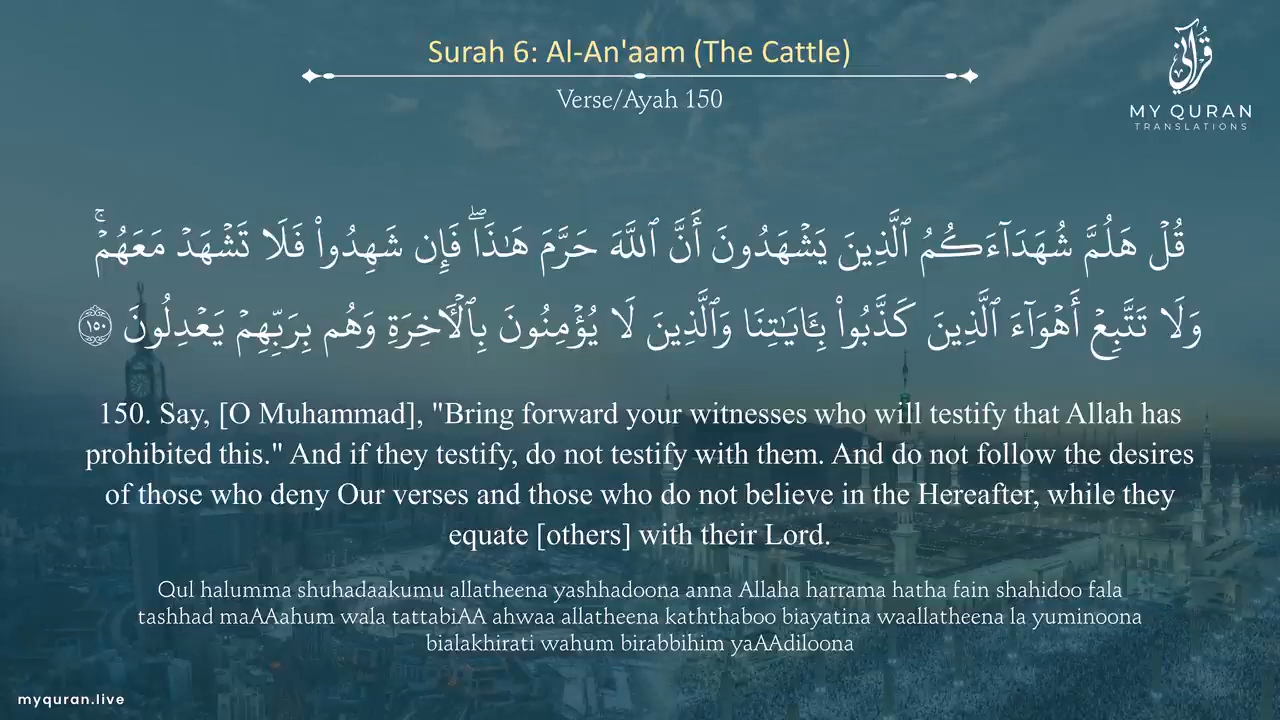 Surah 6: Al-An'aam (The Cattle)
Verse/Ayah 150
قرآني
MY QURAN
TRANSLATIONS
قُلْ هَلُمَّ شُهَدَآءَكُمُ ٱلَّذِينَ يَشْهَدُونَ أَنَّ ٱللَّهَ حَرَّمَ هَـٰذَا ۖ فَإِن شَهِدُوا۟ فَلَا تَشْهَدْ مَعَهُمْ ۚ
وَلَا تَتَّبِعْ أَهْوَآءَ ٱلَّذِينَ كَذَّبُوا۟ بِـَٔايَـٰتِنَا وَٱلَّذِينَ لَا يُؤْمِنُونَ بِٱلْـَٔاخِرَةِ وَهُم بِرَبِّهِمْ يَعْدِلُونَ ١٥٠
150. Say, [O Muhammad], "Bring forward your witnesses who will testify that Allah has
prohibited this." And if they testify, do not testify with them. And do not follow the desires
of those who deny Our verses and those who do not believe in the Hereafter, while they
equate [others] with their Lord.
Qul halumma shuhadaakumu allatheena yashhadoona anna Allaha harrama hatha fain shahidoo fala
tashhad maAAahum wala tattabiAA ahwaa allatheena kaththaboo biayatina waallatheena la yuminoona
bialakhirati wahum birabbihim yaAAdiloona
myquran.live